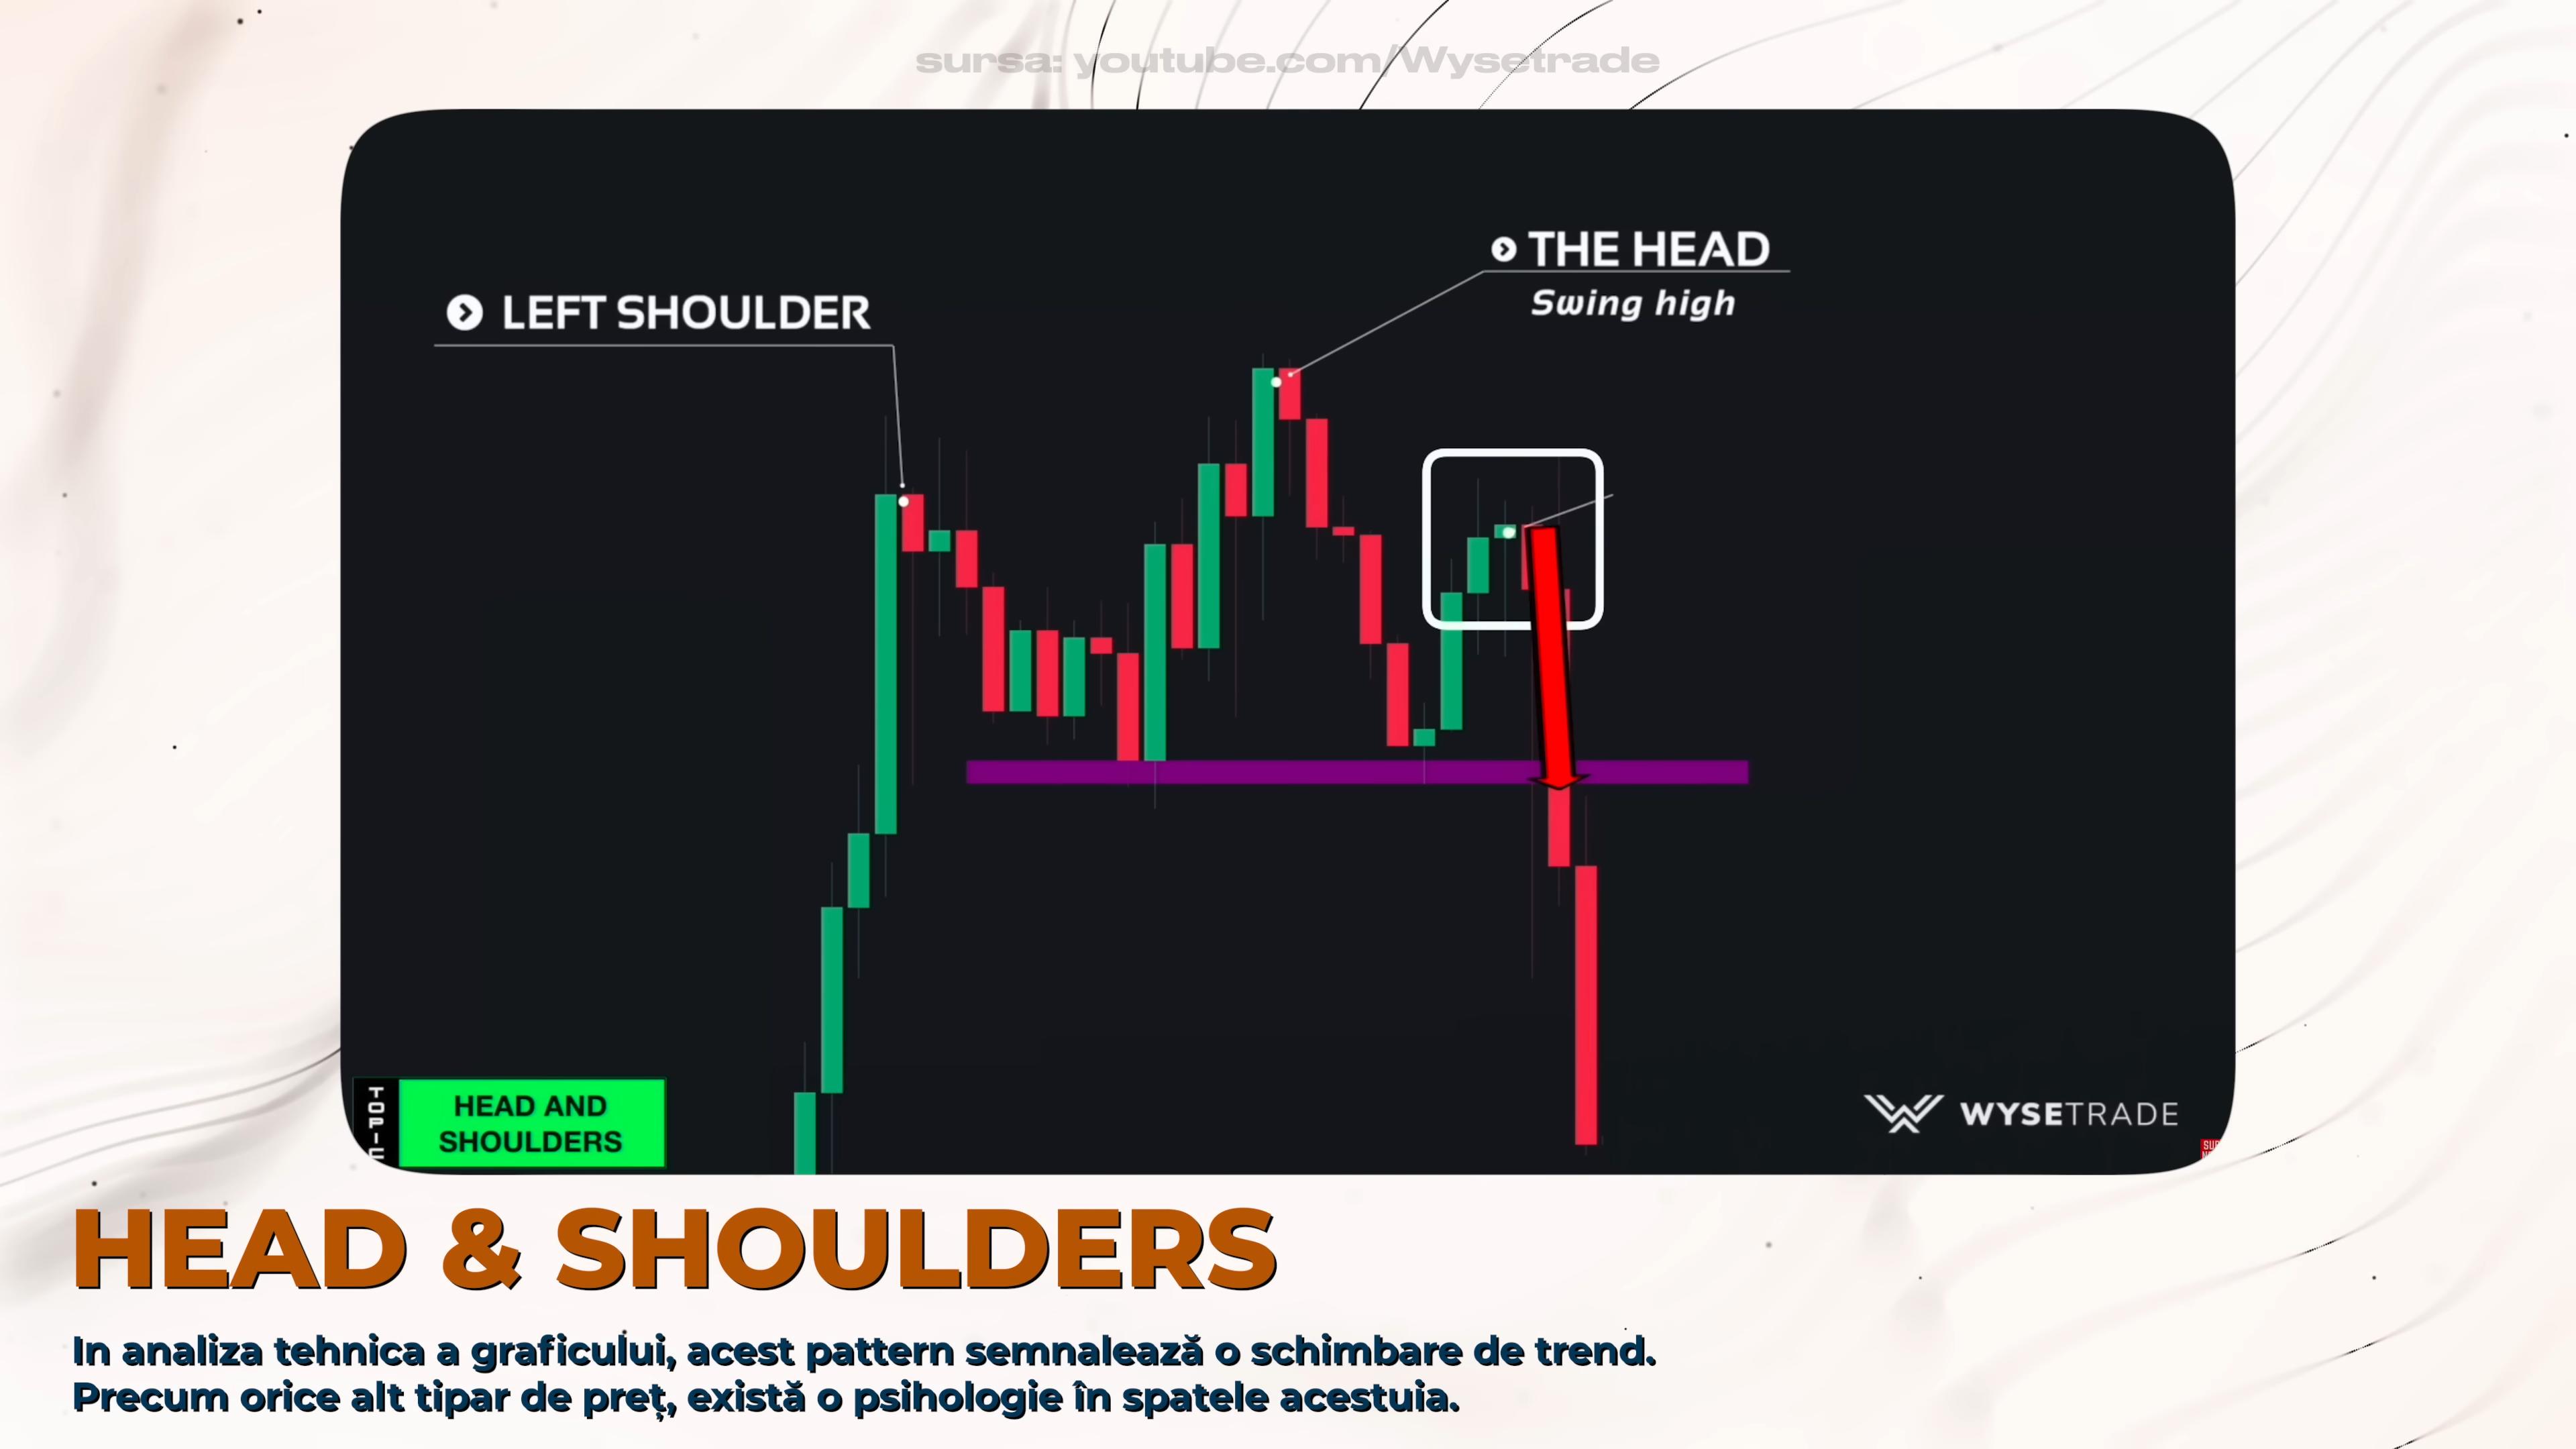 sursa: youtube.com/Wysetrade
THE HEAD
Swing high
LEFT SHOULDER
TOPIC
HEAD AND
SHOULDERS
WYSETRADE
HEAD & SHOULDERS
In analiza tehnica a graficului, acest pattern semnalează o schimbare de trend.
Precum orice alt tipar de preț, există o psihologie în spatele acestuia.